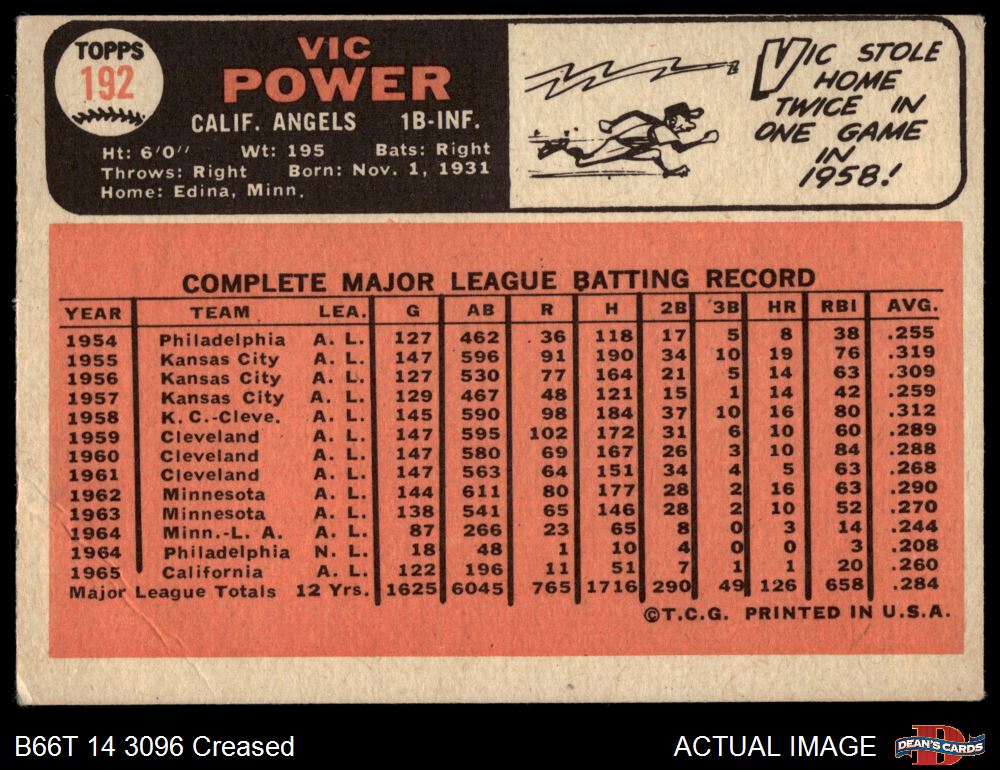 TOPPS
192
VIC
POWER
CALIF. ANGELS 1B-INF.
Ht: 6'0" Wt: 195 Bats: Right
Throws: Right Born: Nov. 1, 1931
Home: Edina, Minn.
VIC STOLE
HOME
TWICE IN
ONE GAME
IN
1958!
COMPLETE MAJOR LEAGUE BATTING RECORD
YEAR TEAM LEA. G AB R H 2B 3B HR RBI AVG.
1954 Philadelphia A. L. 127 462 36 118 17 5 8 38 .255
1955 Kansas City A. L. 147 596 91 190 34 10 19 76 .319
1956 Kansas City A. L. 127 530 77 164 21 5 14 63 .309
1957 Kansas City A. L. 129 467 48 121 15 1 14 42 .259
1958 K. C.-Cleve. A. L. 145 590 98 184 37 10 16 80 .312
1959 Cleveland A. L. 147 595 102 172 31 6 10 60 .289
1960 Cleveland A. L. 147 580 69 167 26 3 10 84 .288
1961 Cleveland A. L. 147 563 64 151 34 4 5 63 .268
1962 Minnesota A. L. 144 611 80 177 28 2 16 63 .290
1963 Minnesota A. L. 138 541 65 146 28 2 10 52 .270
1964 Minn.-L. A. A. L. 87 266 23 65 8 0 3 14 .244
1964 Philadelphia N. L. 18 48 1 10 4 0 0 3 .208
1965 California A. L. 122 196 11 51 7 1 1 20 .260
Major League Totals 12 Yrs. 1625 6045 765 1716 290 49 126 658 .284
©T.C.G. PRINTED IN U.S.A.
B66T 14 3096 Creased
ACTUAL IMAGE
DEAN'S CARDS